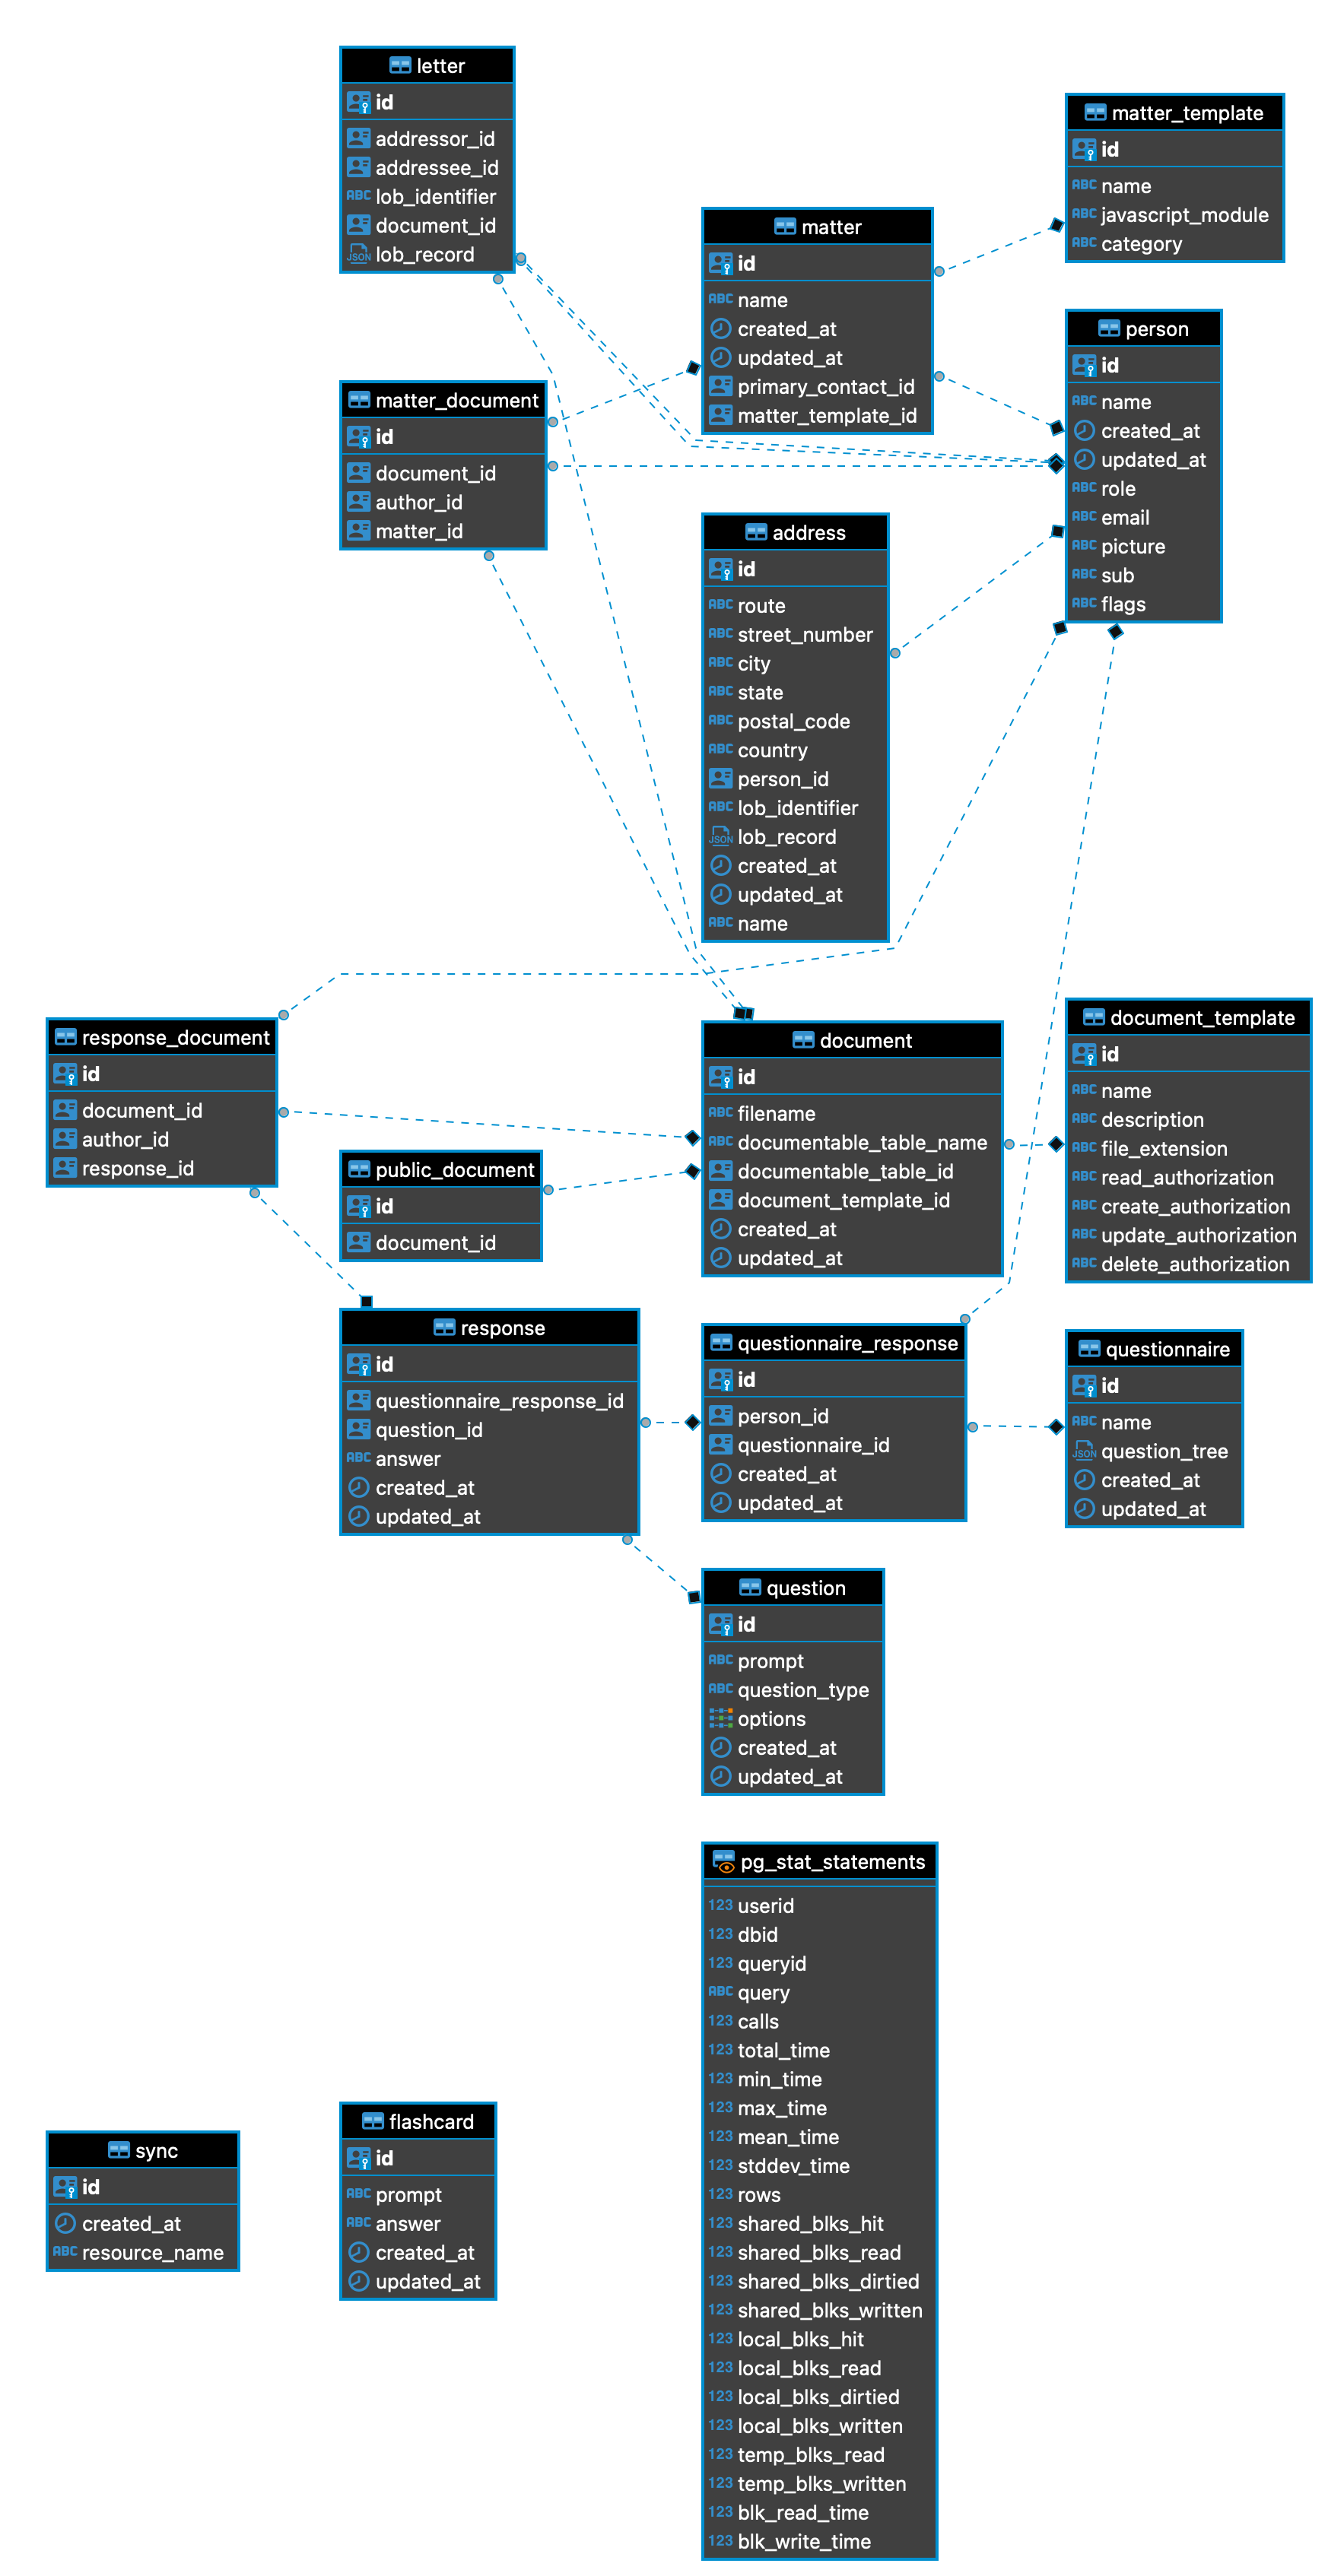 letter
id
addressor_id
addressee_id
lob_identifier
document_id
JSON lob_record
matter_template
id
ABC name
ABC javascript_module
ABC category
matter
id
ABC name
created_at
updated_at
primary_contact_id
matter_template_id
person
id
ABC name
created_at
updated_at
ABC role
ABC email
ABC picture
ABC sub
ABC flags
matter_document
id
document_id
author_id
matter_id
address
id
ABC route
ABC street_number
ABC city
ABC state
ABC postal_code
ABC country
person_id
ABC lob_identifier
JSON lob_record
created_at
updated_at
ABC name
response_document
id
document_id
author_id
response_id
document
id
ABC filename
ABC documentable_table_name
documentable_table_id
document_template_id
created_at
updated_at
document_template
id
ABC name
ABC description
ABC file_extension
ABC read_authorization
ABC create_authorization
ABC update_authorization
ABC delete_authorization
public_document
id
document_id
response
id
questionnaire_response_id
question_id
ABC answer
created_at
updated_at
questionnaire_response
id
person_id
questionnaire_id
created_at
updated_at
questionnaire
id
ABC name
JSON question_tree
created_at
updated_at
question
id
ABC prompt
ABC question_type
options
created_at
updated_at
pg_stat_statements
123 userid
123 dbid
123 queryid
ABC query
123 calls
123 total_time
123 min_time
123 max_time
123 mean_time
123 stddev_time
123 rows
123 shared_blks_hit
123 shared_blks_read
123 shared_blks_dirtied
123 shared_blks_written
123 local_blks_hit
123 local_blks_read
123 local_blks_dirtied
123 local_blks_written
123 temp_blks_read
123 temp_blks_written
123 blk_read_time
123 blk_write_time
sync
id
created_at
ABC resource_name
flashcard
id
ABC prompt
ABC answer
created_at
updated_at